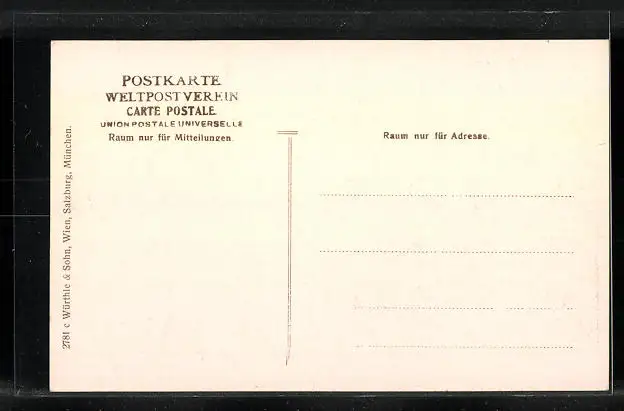 POSTKARTE
WELTPOSTVEREIN
CARTE POSTALE.
UNION POSTALE UNIVERSELLE
Raum nur für Mitteilungen.
Raum nur für Adresse.
2781 c Würthle & Sohn, Wien, Salzburg, München.